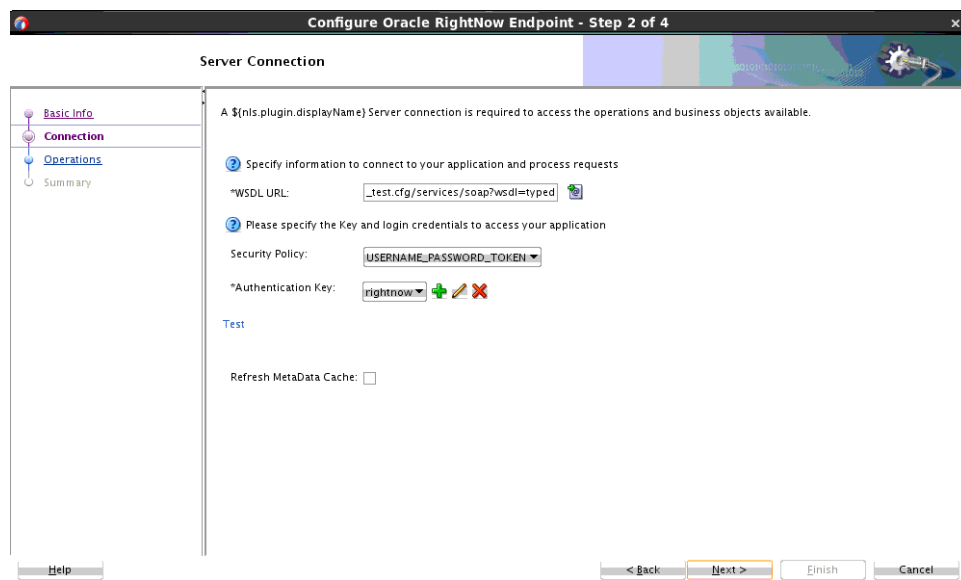 Configure Oracle RightNow Endpoint - Step 2 of 4
Server Connection
Basic Info
Connection
Operations
Summary
A ${nls.plugin.displayName} Server connection is required to access the operations and business objects available.
Specify information to connect to your application and process requests
*WSDL URL: _test.cfg/services/soap?wsdl=typed
Please specify the Key and login credentials to access your application
Security Policy: USERNAME_PASSWORD_TOKEN
*Authentication Key: rightnow
Test
Refresh MetaData Cache:
Help < Back Next > Finish Cancel